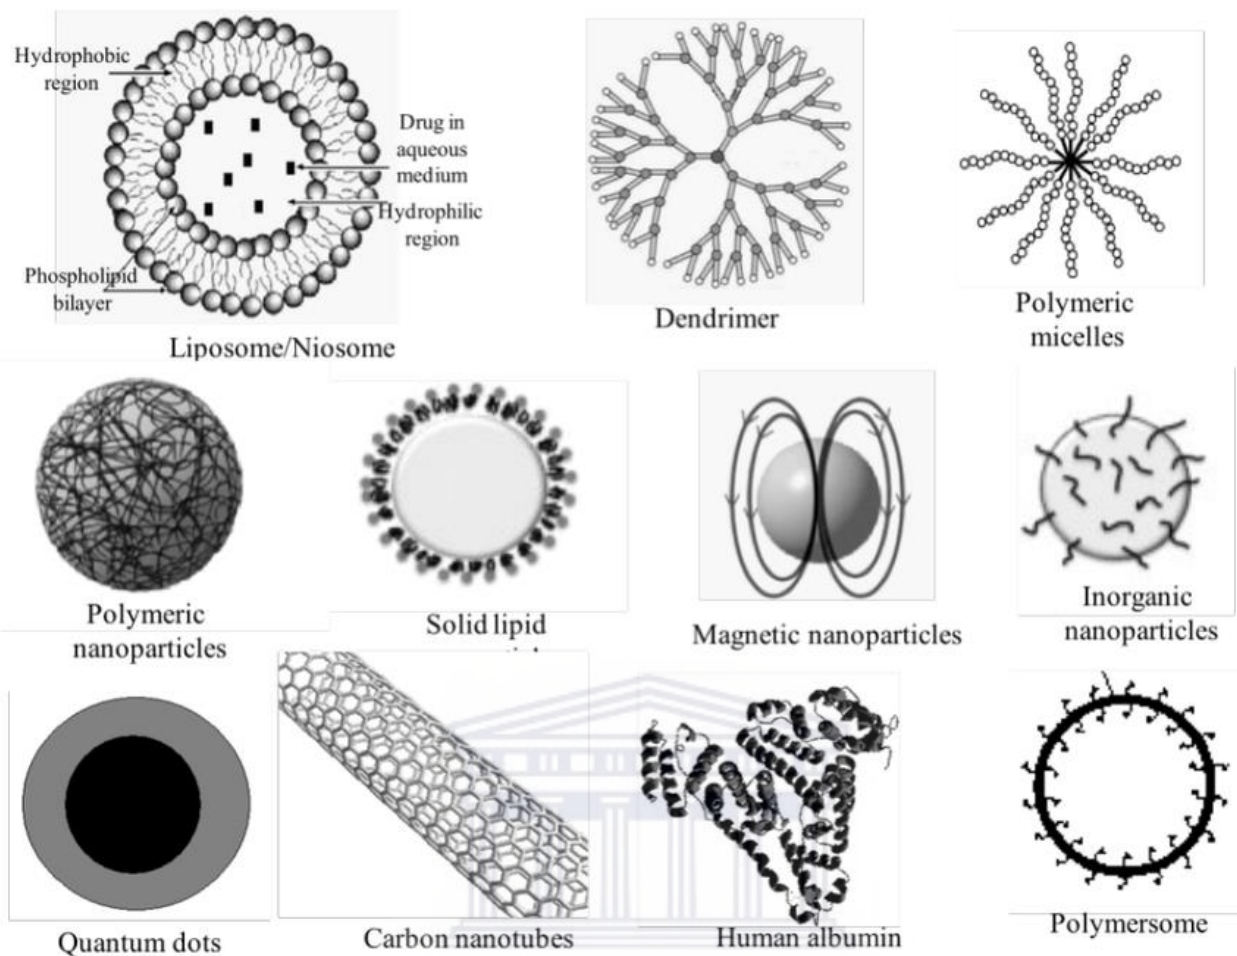 Hydrophobic
region
Drug in
aqueous
medium
Hydrophilic
region
Phospholipid
bilayer
Liposome/Niosome
Dendrimer
Polymeric
micelles
Polymeric
nanoparticles
Solid lipid
Magnetic nanoparticles
Inorganic
nanoparticles
Quantum dots
Carbon nanotubes
Human albumin
Polymersome